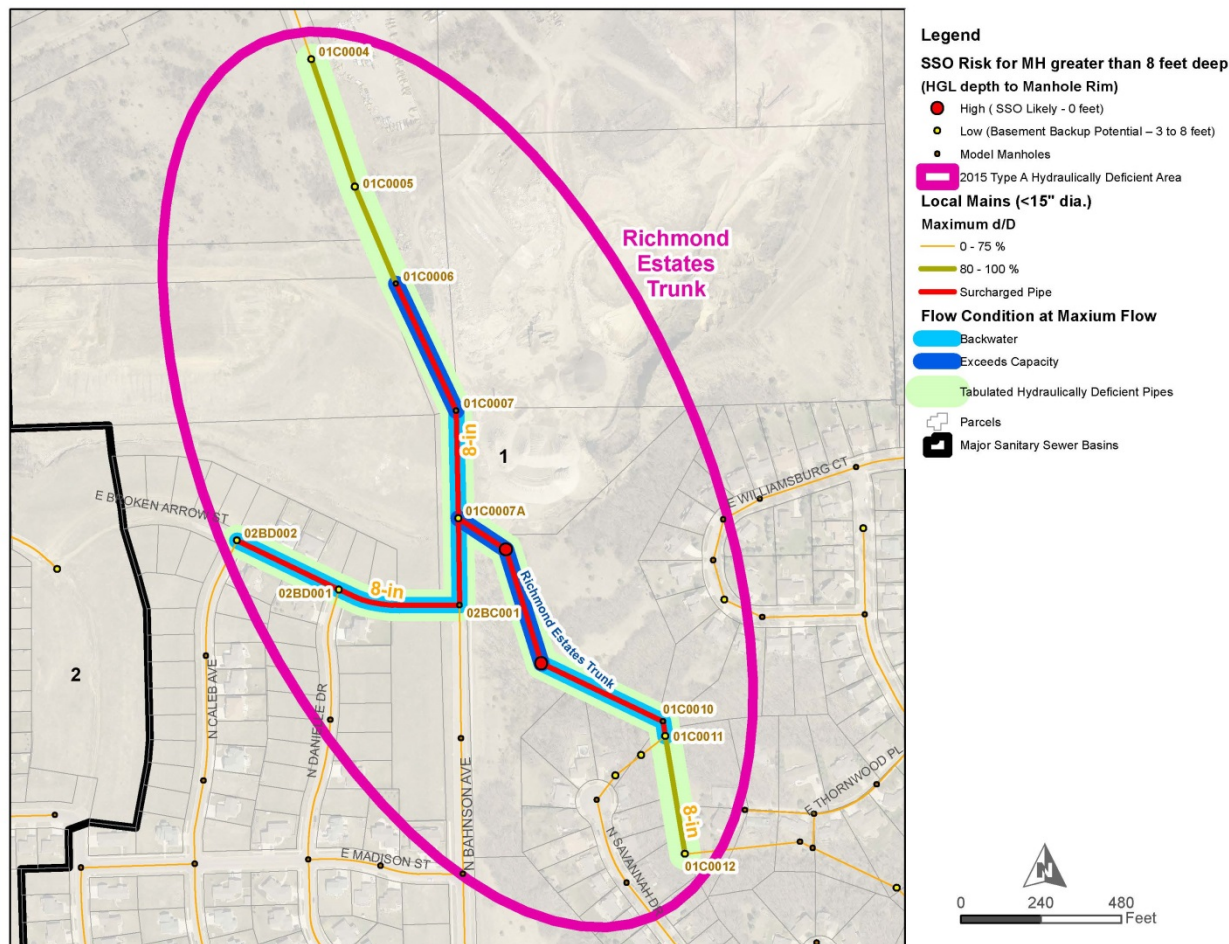 01C0004
01C0005
01C0006
Richmond
Estates
Trunk
01C0007
8-in
1
E WILLIAMSBURG CT
E BROKEN ARROW ST
01C0007A
02BD002
02BD001
8-in
02BC001
Richmond Estates Trunk
2
N CALEB AVE
N DANIELLE DR
01C0010
01C0011
N BAHNSON AVE
8-in
E THORNWOOD PL
E MADISON ST
N SAVANNAH DR
01C0012
Legend
SSO Risk for MH greater than 8 feet deep
(HGL depth to Manhole Rim)
High ( SSO Likely - 0 feet)
Low (Basement Backup Potential – 3 to 8 feet)
Model Manholes
2015 Type A Hydraulically Deficient Area
Local Mains (<15" dia.)
Maximum d/D
0 - 75 %
80 - 100 %
Surcharged Pipe
Flow Condition at Maxium Flow
Backwater
Exceeds Capacity
Tabulated Hydraulically Deficient Pipes
Parcels
Major Sanitary Sewer Basins
N
0 240 480
Feet